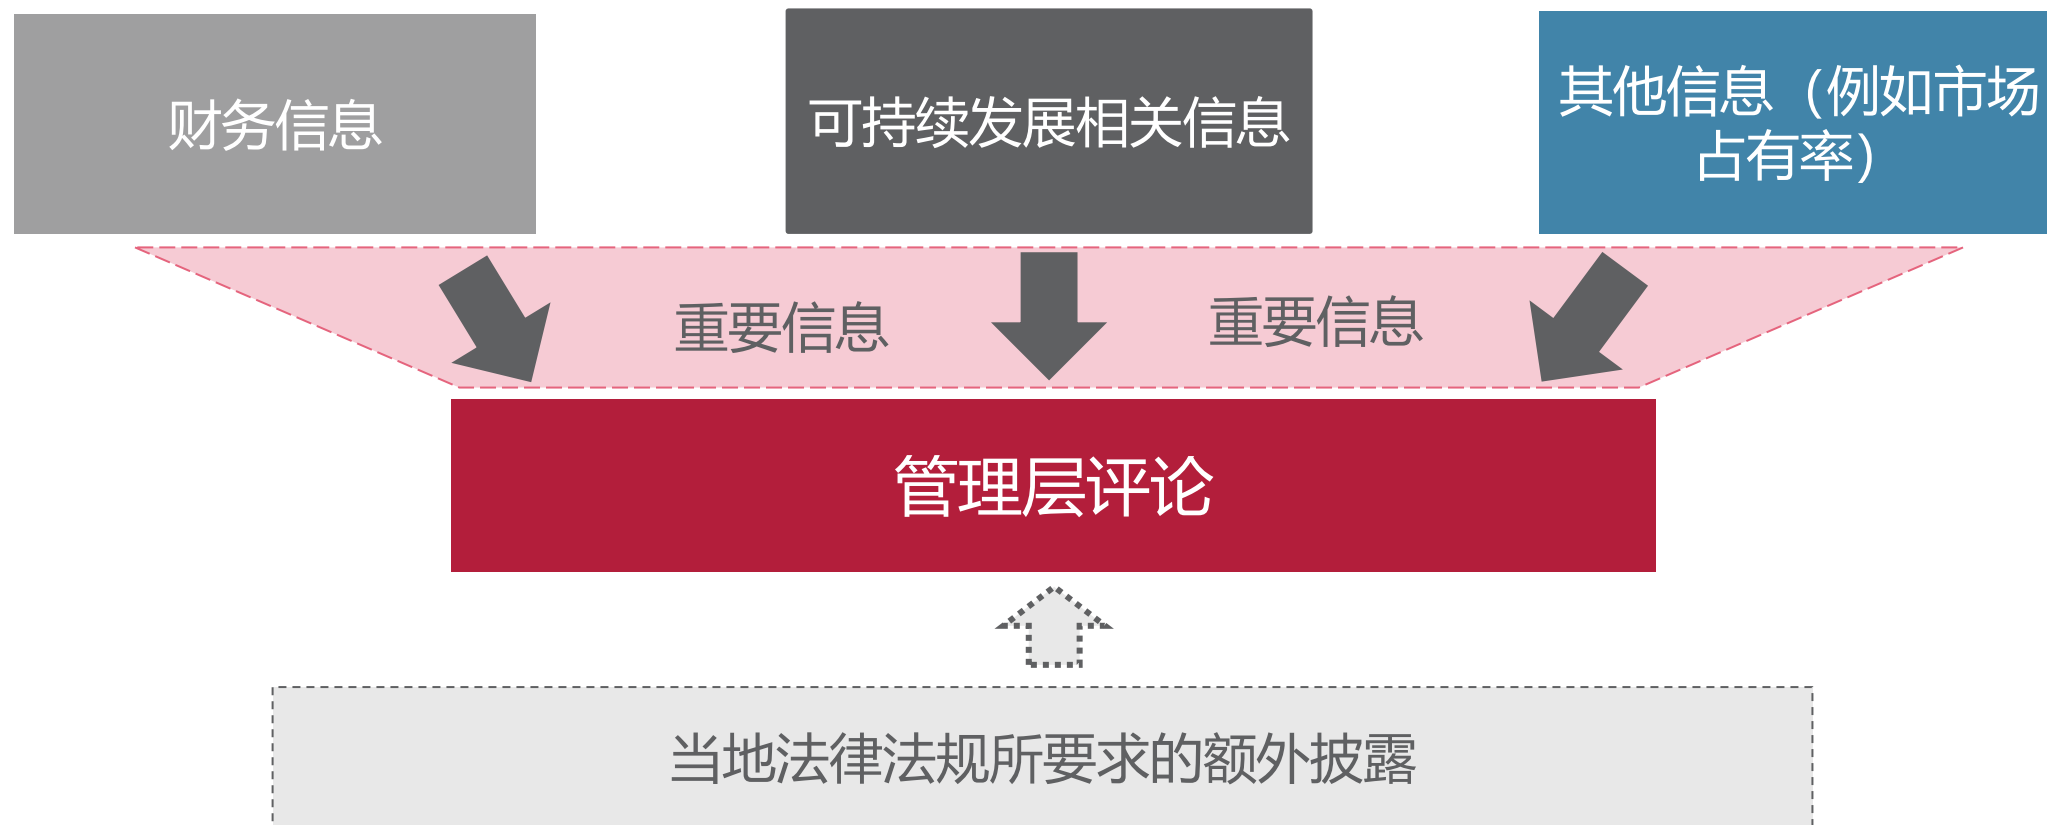 财务信息
可持续发展相关信息
其他信息（例如市场
占有率）
重要信息
重要信息
管理层评论
当地法律法规所要求的额外披露